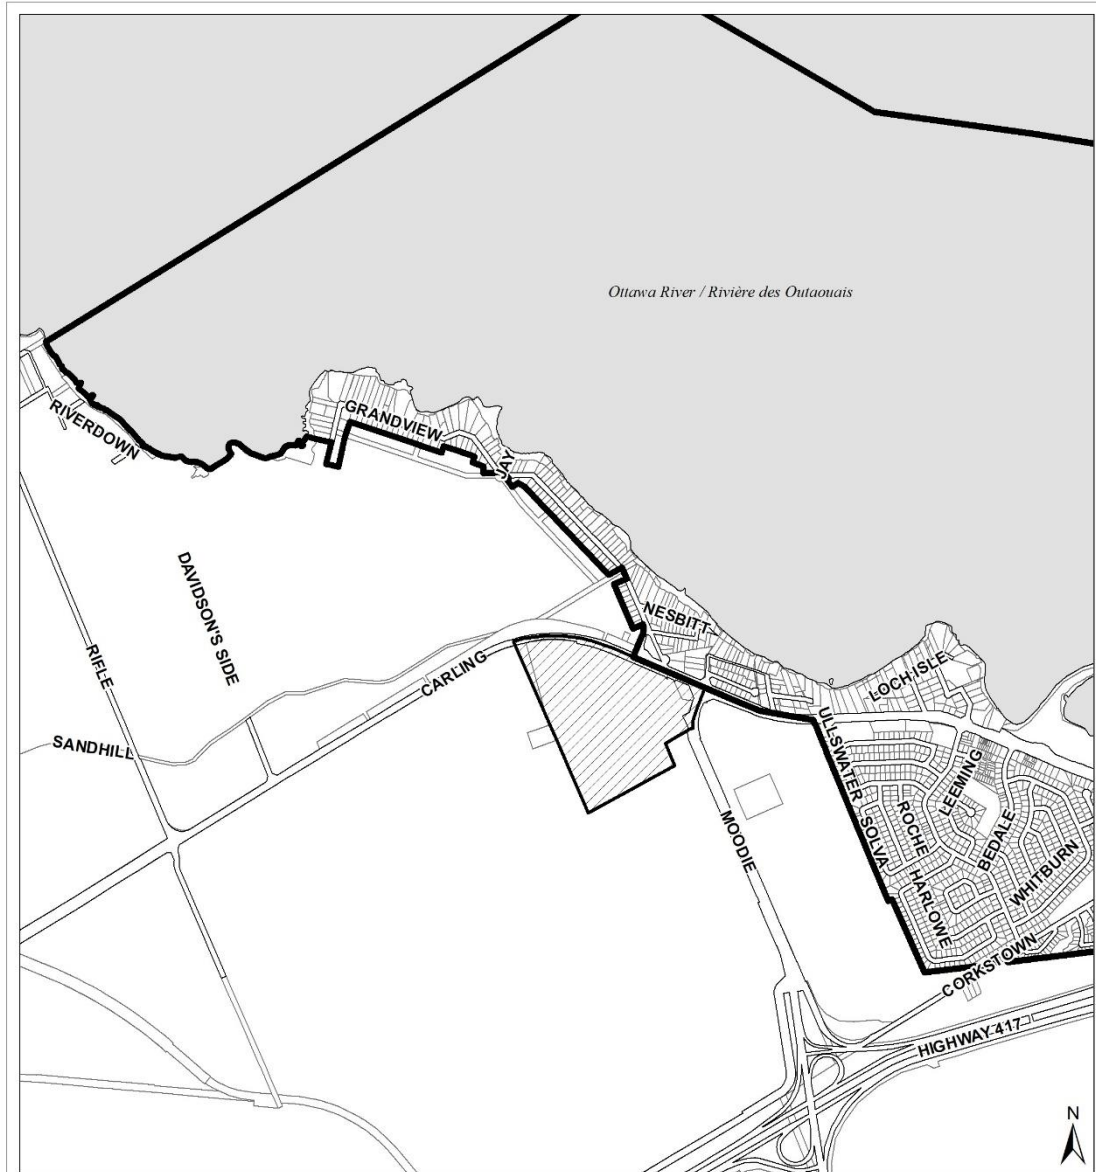 Ottawa River / Rivière des Outaouais
RIVERDOWN
GRANDVIEW
JAY
DAVIDSON'S SIDE
NESBITT
RIFLE
CARLING
LOCH ISLE
SANDHILL
ULLSWATER
SOLVA
LEEMING
ROCHE
BEDALE
MOODIE
WHITBURN
HARLOWE
CORKSTOWN
HIGHWAY 417
N